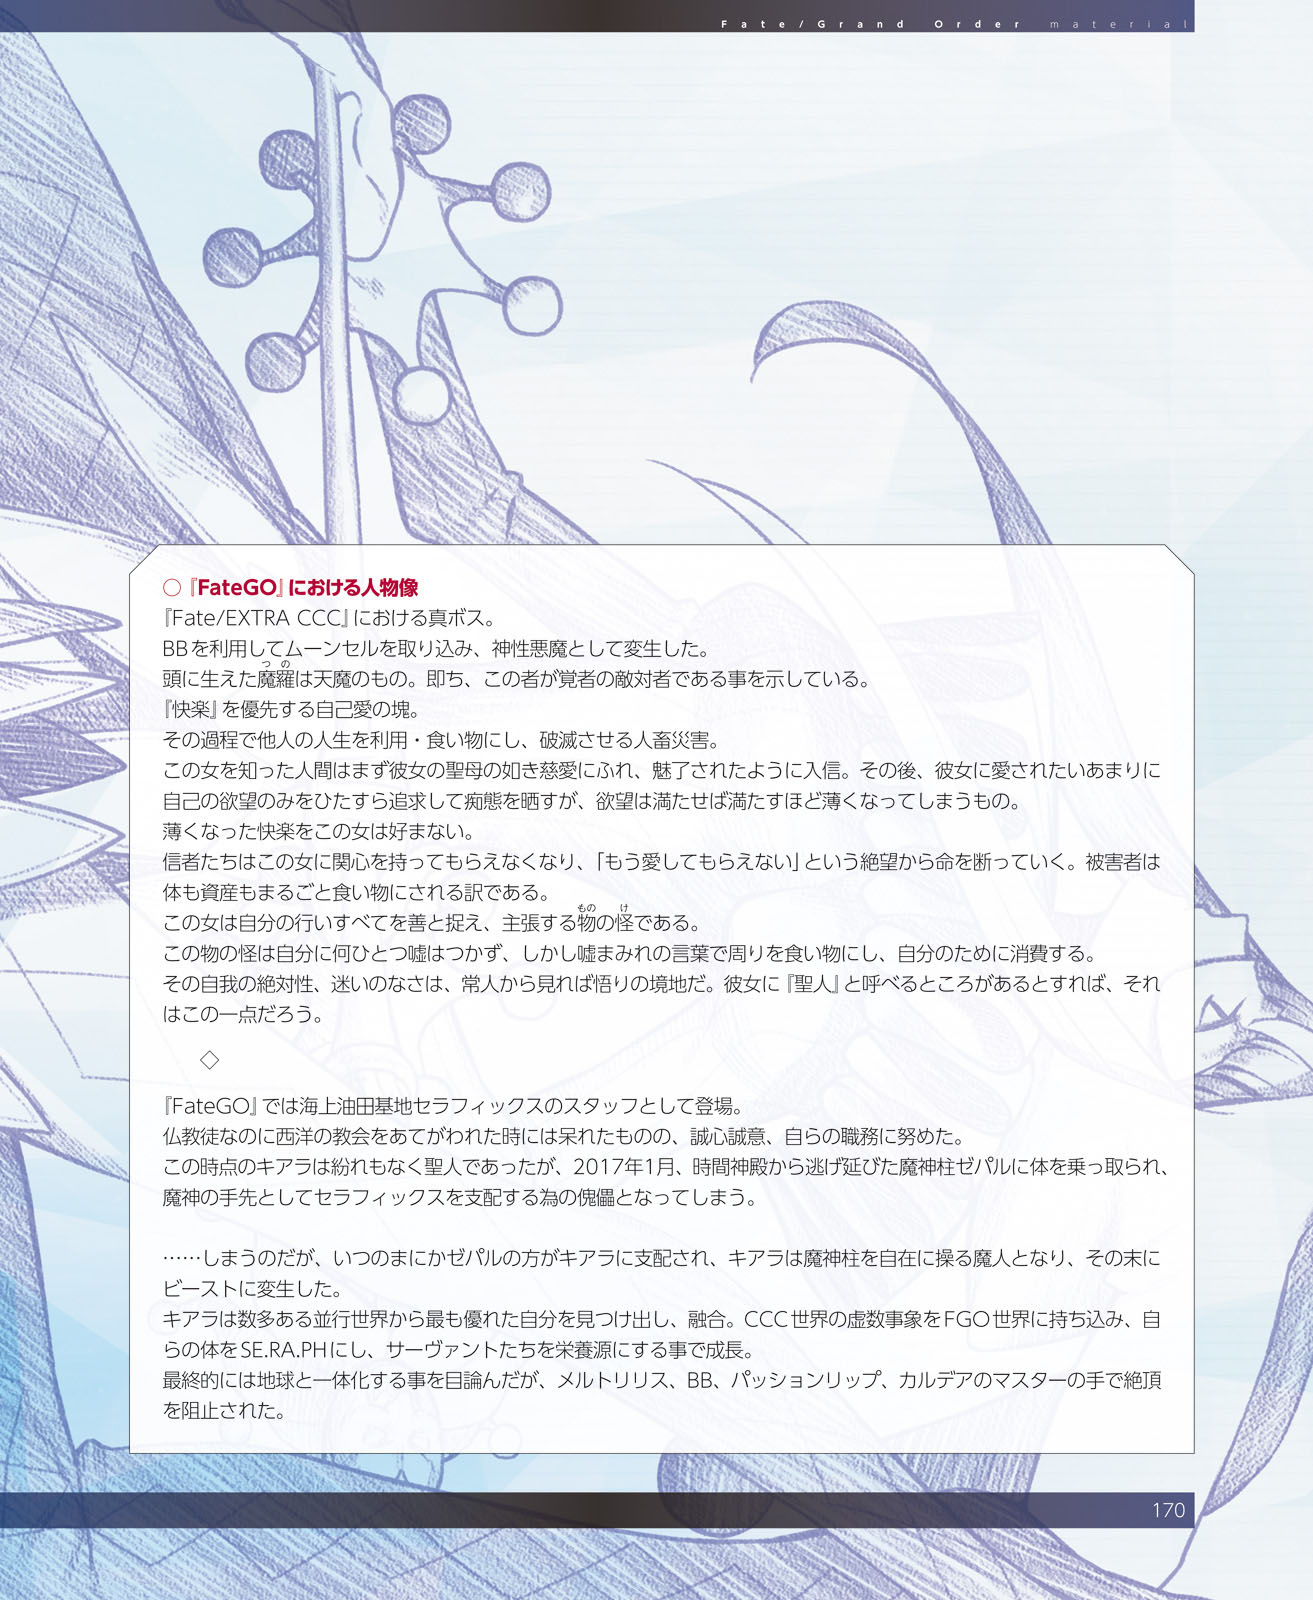 Fate/Grand Order material
○『FateGO』における人物像
『Fate/EXTRA CCC』における真ボス。
BBを利用してムーンセルを取り込み、神性悪魔として変生した。
つの
頭に生えた魔羅は天魔のもの。即ち、この者が覚者の敵対者である事を示している。
『快楽』を優先する自己愛の塊。
その過程で他人の人生を利用・食い物にし、破滅させる人畜災害。
この女を知った人間はまず彼女の聖母の如き慈愛にふれ、魅了されたように入信。その後、彼女に愛されたいあまりに
自己の欲望のみをひたすら追求して痴態を晒すが、欲望は満たせば満たすほど薄くなってしまうもの。
薄くなった快楽をこの女は好まない。
信者たちはこの女に関心を持ってもらえなくなり、「もう愛してもらえない」という絶望から命を断っていく。被害者は
体も資産もまるごと食い物にされる訳である。
もの け
この女は自分の行いすべてを善と捉え、主張する物の怪である。
この物の怪は自分に何ひとつ嘘はつかず、しかし嘘まみれの言葉で周りを食い物にし、自分のために消費する。
その自我の絶対性、迷いのなさは、常人から見れば悟りの境地だ。彼女に『聖人』と呼べるところがあるとすれば、それ
はこの一点だろう。
◇
『FateGO』では海上油田基地セラフィックスのスタッフとして登場。
仏教徒なのに西洋の教会をあてがわれた時には呆れたものの、誠心誠意、自らの職務に努めた。
この時点のキアラは紛れもなく聖人であったが、2017年1月、時間神殿から逃げ延びた魔神柱ゼパルに体を乗っ取られ、
魔神の手先としてセラフィックスを支配する為の傀儡となってしまう。
……しまうのだが、いつのまにかゼパルの方がキアラに支配され、キアラは魔神柱を自在に操る魔人となり、その末に
ビーストに変生した。
キアラは数多ある並行世界から最も優れた自分を見つけ出し、融合。CCC世界の虚数事象をFGO世界に持ち込み、自
らの体をSE.RA.PHにし、サーヴァントたちを栄養源にする事で成長。
最終的には地球と一体化する事を目論んだが、メルトリリス、BB、パッションリップ、カルデアのマスターの手で絶頂
を阻止された。
170